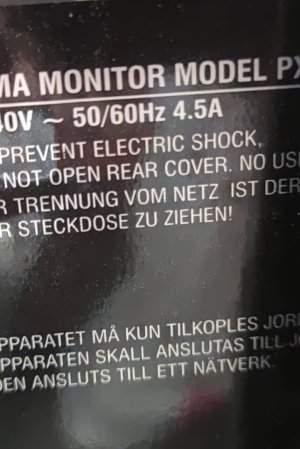 MA MONITOR MODEL PX
40V ~ 50/60Hz 4.5A
PREVENT ELECTRIC SHOCK,
NOT OPEN REAR COVER. NO USE
R TRENNUNG VOM NETZ IST DER
R STECKDOSE ZU ZIEHEN!
APPARATET MÅ KUN TILKOPLES JORD
APPARATEN SKALL ANSLUTAS TILL J
DEN ANSLUTS TILL ETT NÄTVERK.